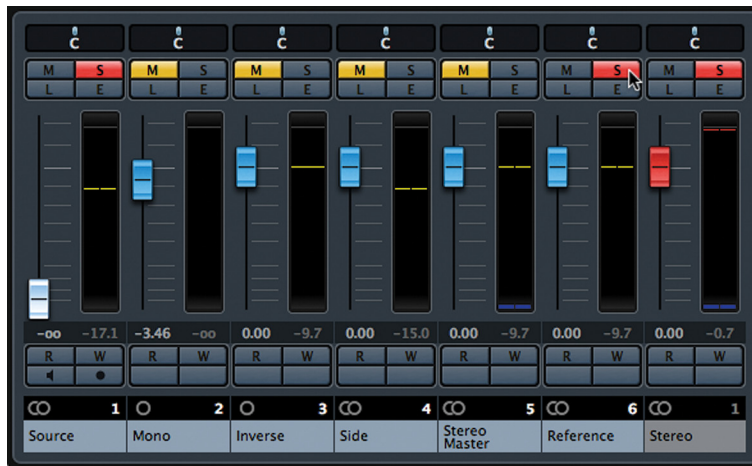 C C C C C C C
M S M S M S M S M S M S M S
L E L E L E L E L E L E L E
-oo -17.1 -3.46 -oo 0.00 -9.7 0.00 -15.0 0.00 -9.7 0.00 -9.7 0.00 -0.7
R W R W R W R W R W R W R W
1 2 3 4 5 6 1
Source Mono Inverse Side Stereo Master Reference Stereo